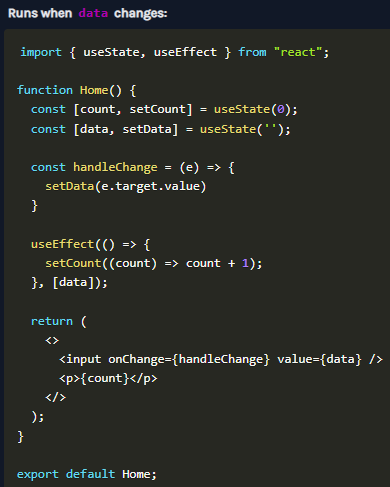 Runs when data changes:
import { useState, useEffect } from "react";
function Home() {
const [count, setCount] = useState(0);
const [data, setData] = useState('');
const handleChange = (e) => {
setData(e.target.value)
}
useEffect(() => {
setCount((count) => count + 1);
}, [data]);
return (
<>
<input onChange={handleChange} value={data} />
<p>{count}</p>
</>
);
}
export default Home;